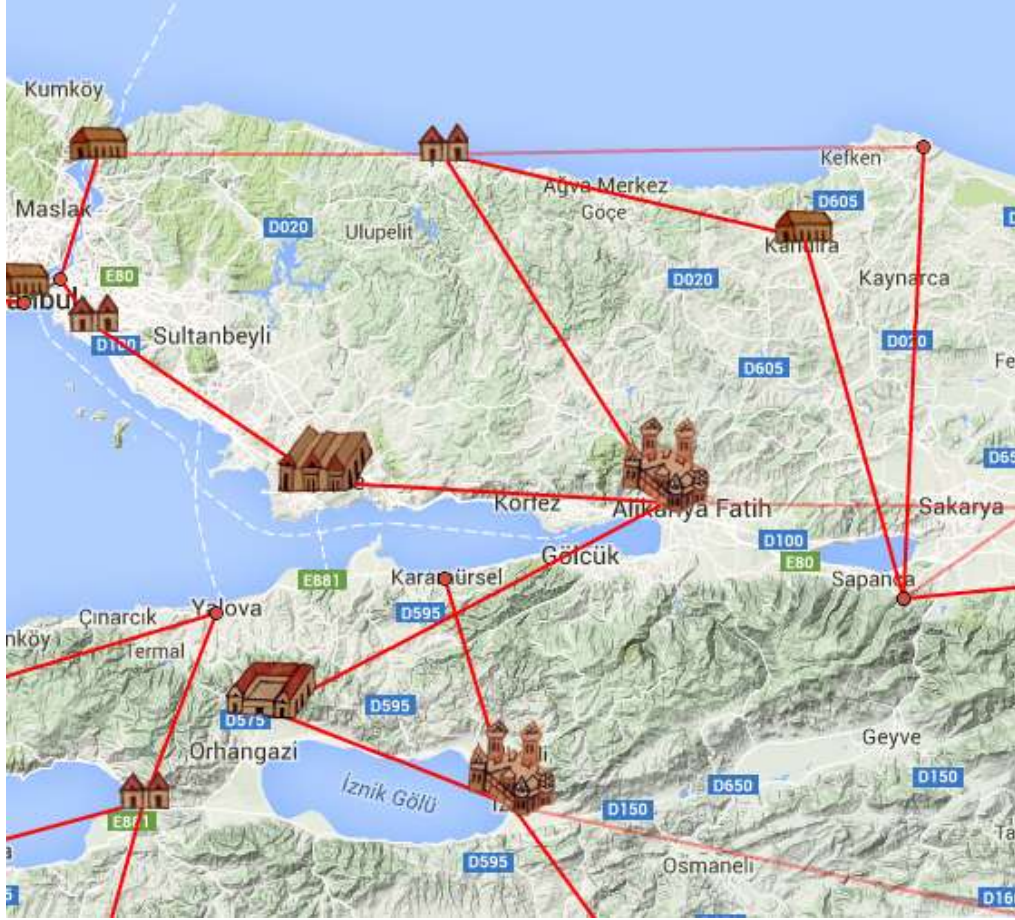 Kumköy
Kefken
Ağva Merkez
D605
Göçe
Maslak
D020
Ulupelit
E80
D020
Kaynarca
Sultanbeyli
D100
D020
D605
Körfez
Alikahya Fatih
Sakarya
D100
Gölcük
E80
E881
Karamürsel
Sapanca
Yalova
D595
Çınarcık
Termal
D575
D595
Orhangazi
Geyve
İznik Gölü
D650
D150
D150
E881
D595
Osmaneli